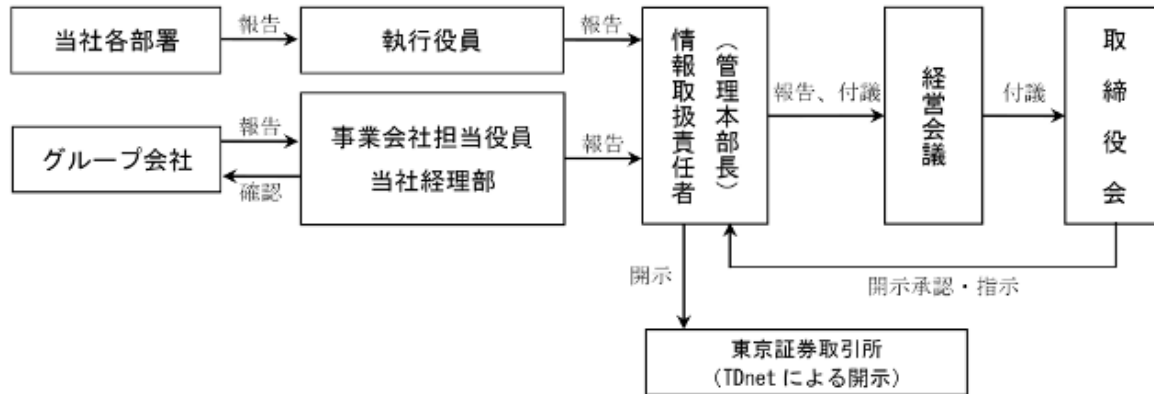 当社各部署
報告
執行役員
報告
グループ会社
報告
確認
事業会社担当役員
当社経理部
報告
情報取扱責任者
（管理本部長）
報告、付議
経営会議
付議
取締役会
開示承認・指示
開示
東京証券取引所
(TDnet による開示)